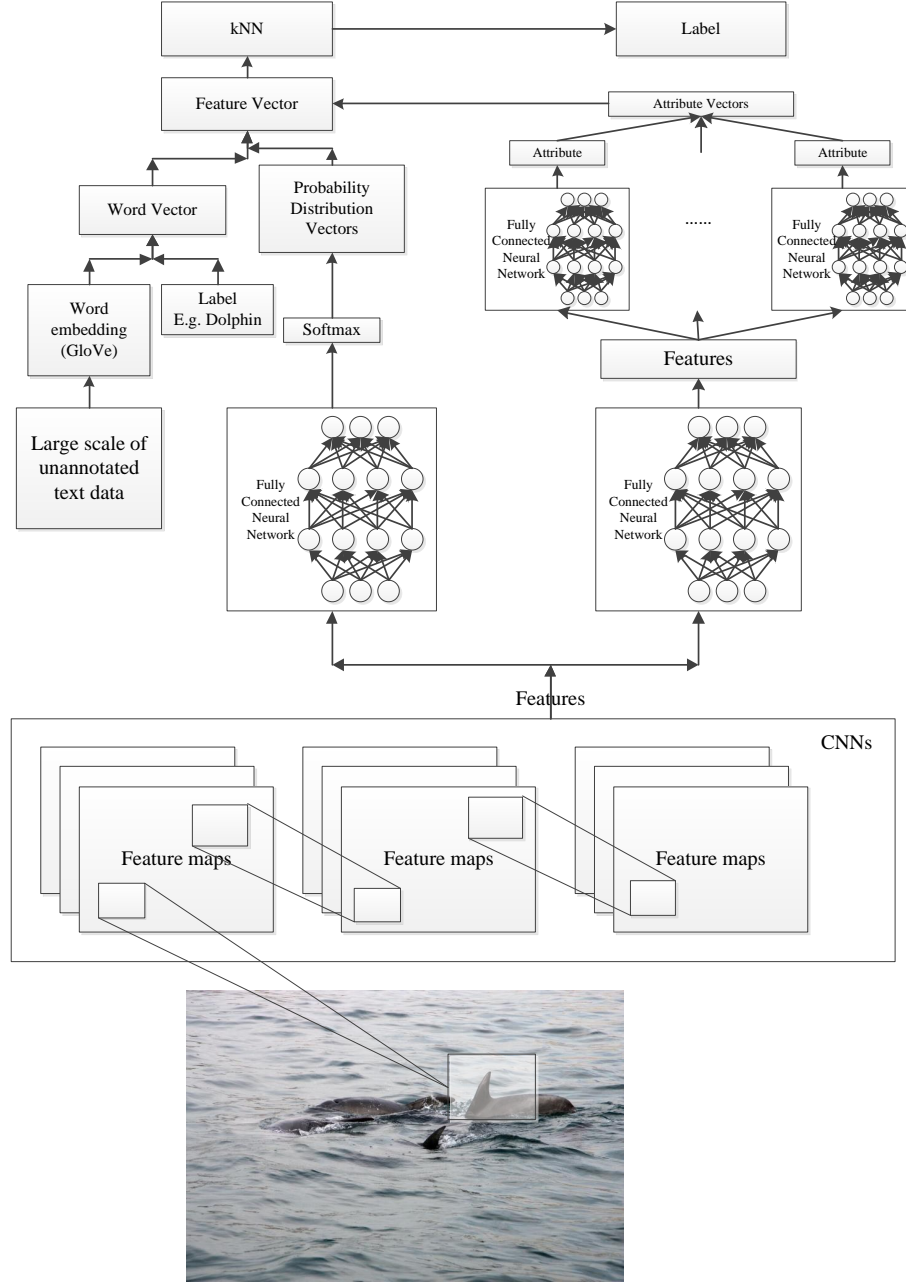 kNN
Label
Feature Vector
Attribute Vectors
Attribute
Attribute
Word Vector
Probability
Distribution
Vectors
Fully
Connected
Neural
Network
......
Fully
Connected
Neural
Network
Word
embedding
(GloVe)
Label
E.g. Dolphin
Softmax
Features
Large scale of
unannotated
text data
Fully
Connected
Neural
Network
Fully
Connected
Neural
Network
Features
CNNs
Feature maps
Feature maps
Feature maps